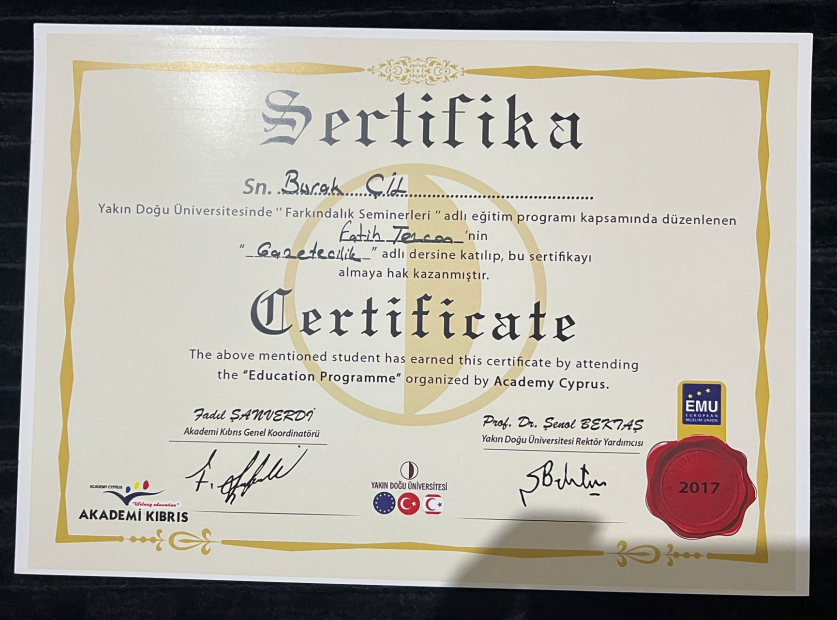 Sertifika
Sn. Burak ÇİL
Yakın Doğu Üniversitesinde "Farkındalık Seminerleri" adlı eğitim programı kapsamında düzenlenen
Fatih Tercan'nin
"Gazetecilik" adlı dersine katılıp, bu sertifikayı
almaya hak kazanmıştır.
Certificate
The above mentioned student has earned this certificate by attending
the "Education Programme" organized by Academy Cyprus.
Fadıl ŞANVERDİ
Akademi Kıbrıs Genel Koordinatörü
Prof. Dr. Şenol BEKTAŞ
Yakın Doğu Üniversitesi Rektör Yardımcısı
EMU
EUROPEAN
MUSLIM UNION
2017
YAKIN DOĞU ÜNİVERSİTESİ
ACADEMY CYPRUS
"lifelong education"
AKADEMİ KIBRIS